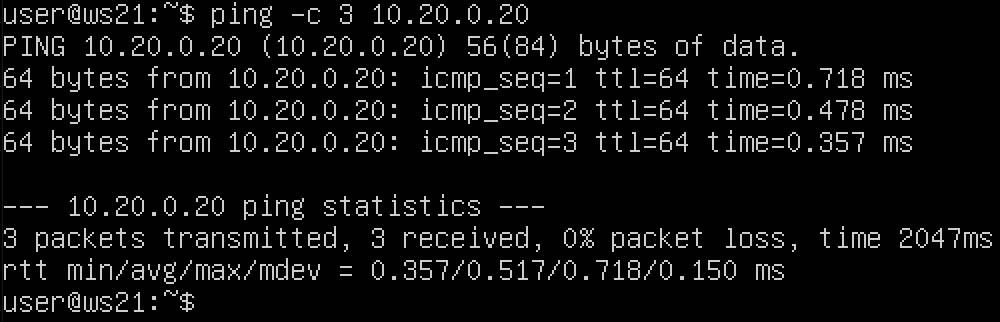 user@ws21:~$ ping -c 3 10.20.0.20
PING 10.20.0.20 (10.20.0.20) 56(84) bytes of data.
64 bytes from 10.20.0.20: icmp_seq=1 ttl=64 time=0.718 ms
64 bytes from 10.20.0.20: icmp_seq=2 ttl=64 time=0.478 ms
64 bytes from 10.20.0.20: icmp_seq=3 ttl=64 time=0.357 ms
--- 10.20.0.20 ping statistics ---
3 packets transmitted, 3 received, 0% packet loss, time 2047ms
rtt min/avg/max/mdev = 0.357/0.517/0.718/0.150 ms
user@ws21:~$